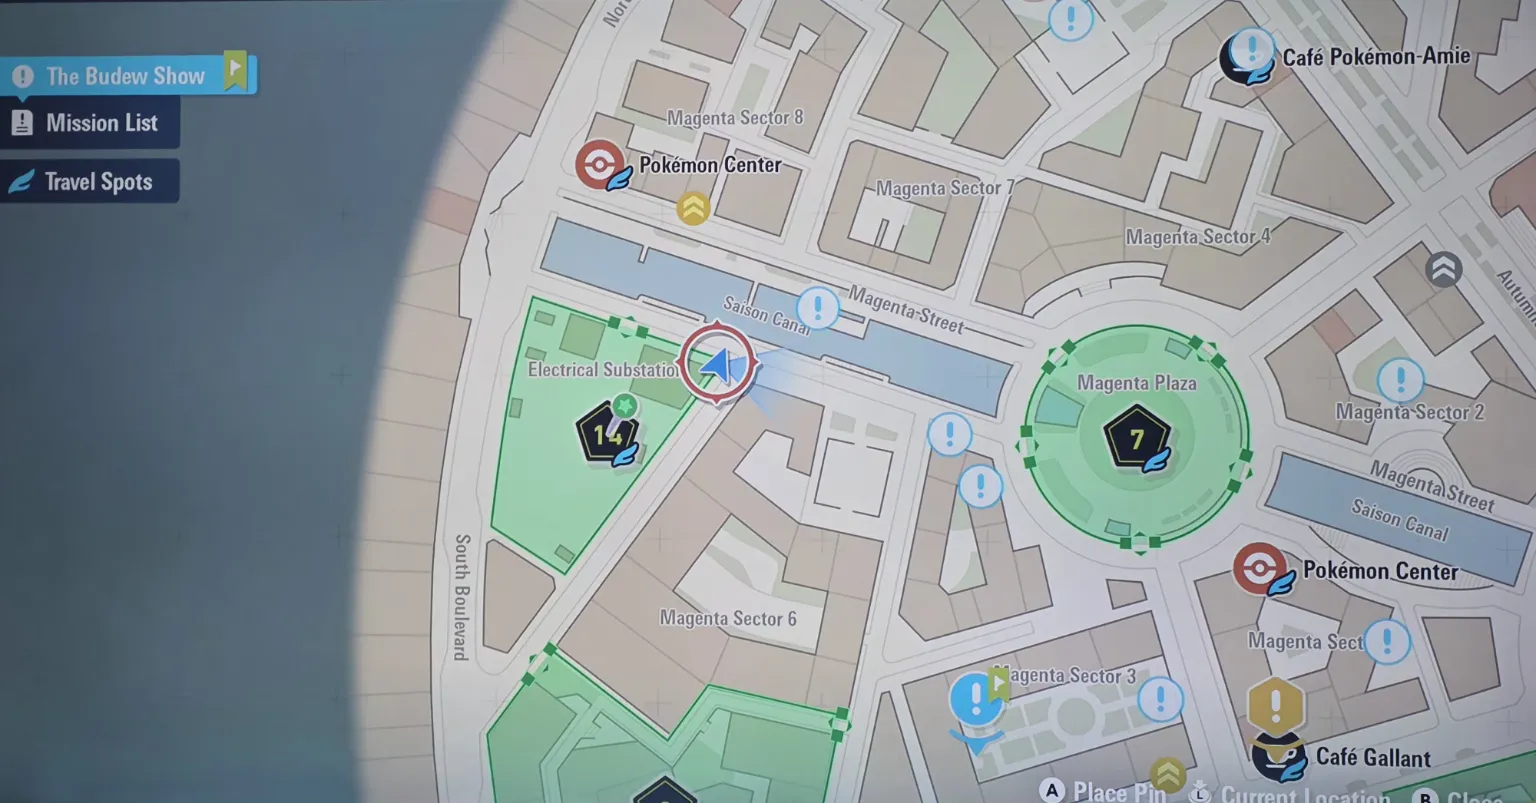 The Budew Show
Mission List
Travel Spots
Café Pokémon-Amie
Magenta Sector 8
Pokémon Center
Magenta Sector 7
Magenta Sector 4
Magenta Street
Saison Canal
Electrical Substation
14
Magenta Plaza
7
Magenta Sector 2
Magenta Street
Saison Canal
South Boulevard
Pokémon Center
Magenta Sector 6
Magenta Sect
Magenta Sector 3
Café Gallant
A Place Pin
L Current Location
B